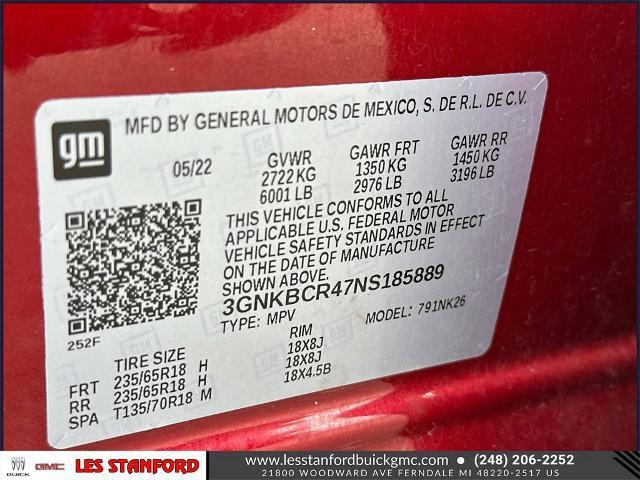 gm
MFD BY GENERAL MOTORS DE MEXICO, S. DE R.L. DE C.V.
05/22 GVWR GAWR FRT GAWR RR
2722 KG 1350 KG 1450 KG
6001 LB 2976 LB 3196 LB
THIS VEHICLE CONFORMS TO ALL
APPLICABLE U.S. FEDERAL MOTOR
VEHICLE SAFETY STANDARDS IN EFFECT
ON THE DATE OF MANUFACTURE
SHOWN ABOVE.
3GNKBCR47NS185889
TYPE: MPV MODEL: 791NK26
252F
TIRE SIZE RIM
FRT 235/65R18 H 18X8J
RR 235/65R18 H 18X8J
SPA T135/70R18 M 18X4.5B
BUICK GMC LES STANFORD
www.lesstanfordbuickgmc.com • (248) 206-2252
21800 WOODWARD AVE FERNDALE MI 48220-2517 US